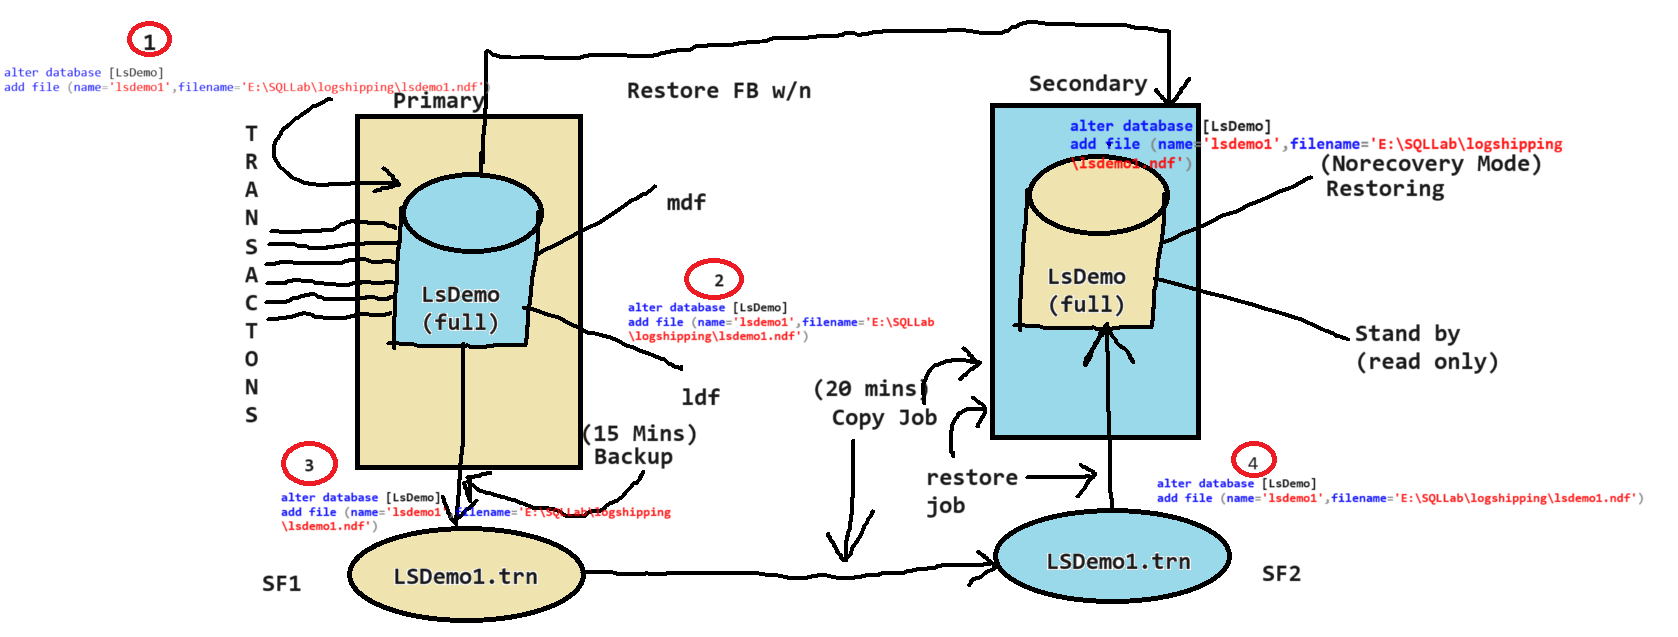 1
alter database [LsDemo]
add file (name='lsdemo1',filename='E:\SQLLab\logshipping\lsdemo1.ndf')
Primary
Restore FB w/n
Secondary
alter database [LsDemo]
add file (name='lsdemo1',filename='E:\SQLLab\logshipping
\lsdemo1.ndf')
(Norecovery Mode)
Restoring
T
R
A
N
S
A
C
T
O
N
S
mdf
LsDemo
(full)
2
alter database [LsDemo]
add file (name='lsdemo1',filename='E:\SQLLab
\logshipping\lsdemo1.ndf')
ldf
LsDemo
(full)
Stand by
(read only)
(20 mins)
Copy Job
(15 Mins)
Backup
restore
job
3
alter database [LsDemo]
add file (name='lsdemo1',filename='E:\SQLLab\logshipping
\lsdemo1.ndf')
4
alter database [LsDemo]
add file (name='lsdemo1',filename='E:\SQLLab\logshipping\lsdemo1.ndf')
SF1
LSDemo1.trn
LSDemo1.trn
SF2